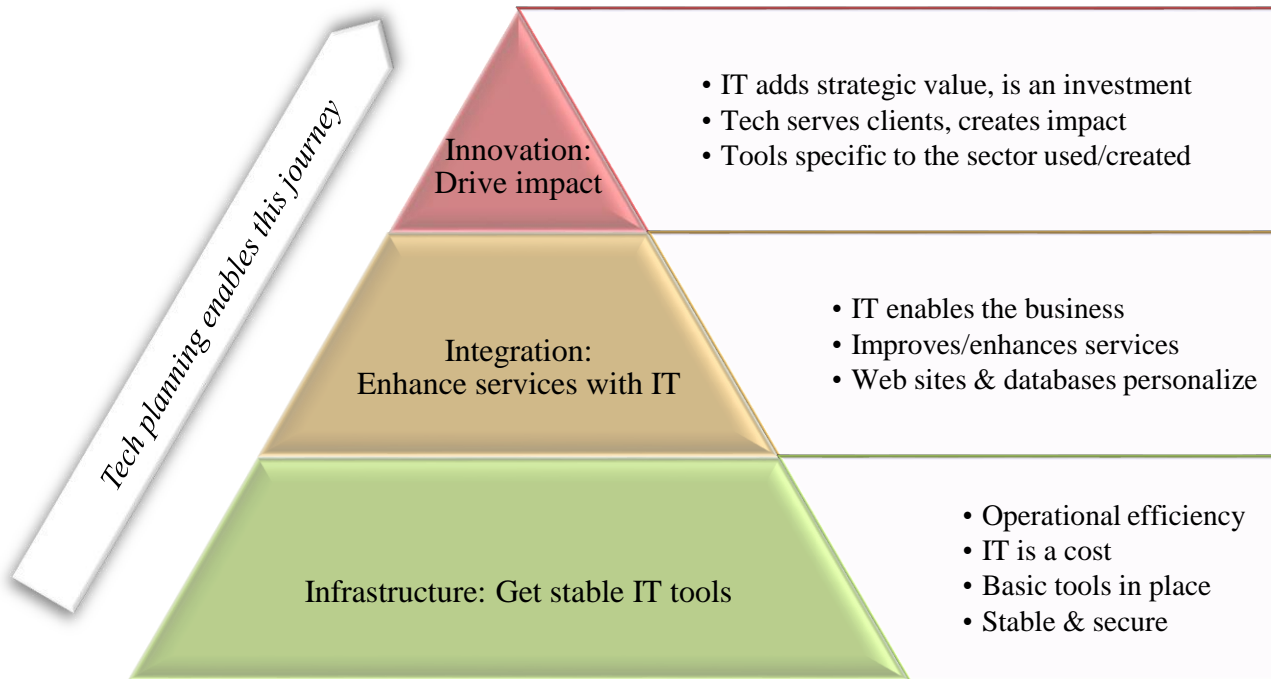 Tech planning enables this journey
Innovation:
Drive impact
• IT adds strategic value, is an investment
• Tech serves clients, creates impact
• Tools specific to the sector used/created
Integration:
Enhance services with IT
• IT enables the business
• Improves/enhances services
• Web sites & databases personalize
Infrastructure: Get stable IT tools
• Operational efficiency
• IT is a cost
• Basic tools in place
• Stable & secure